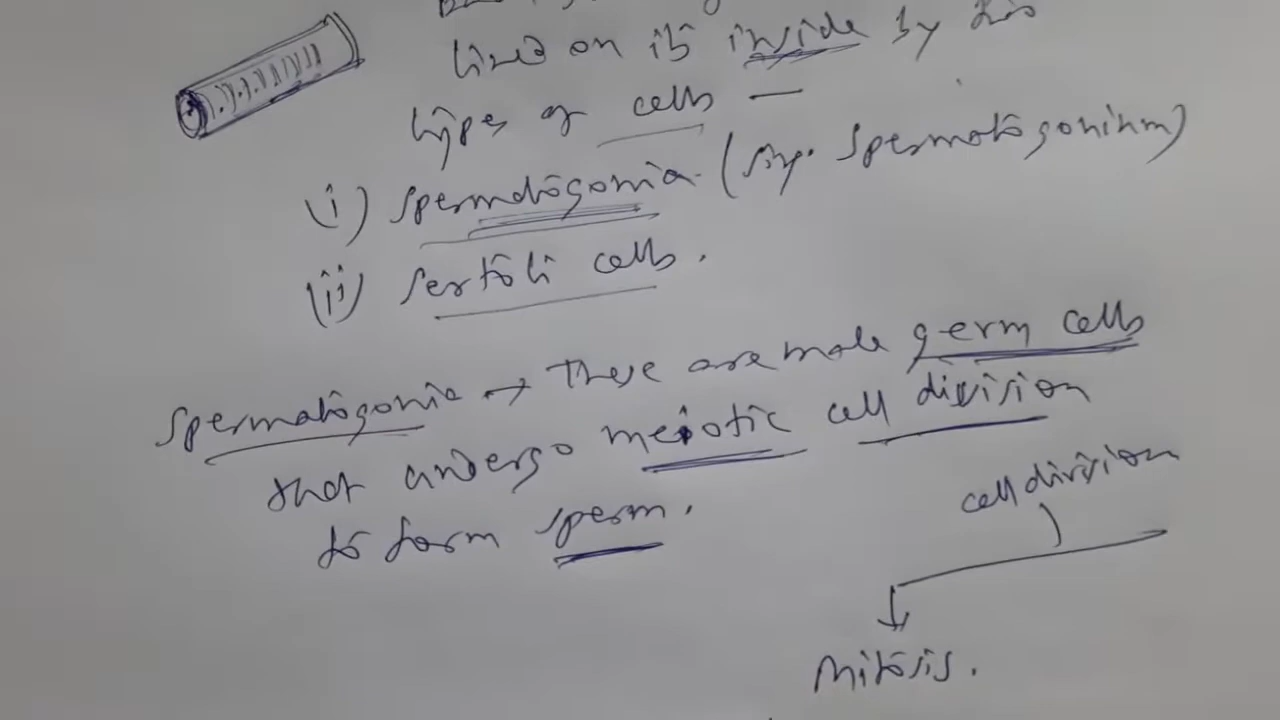 lined on its inside by two
types of cells —
(i) spermatogonia (sing. spermatogonium)
(ii) sertoli cells.
spermatogonia → These are male germ cells
that undergo meiotic cell division
to form sperm.
cell division
Mitosis.